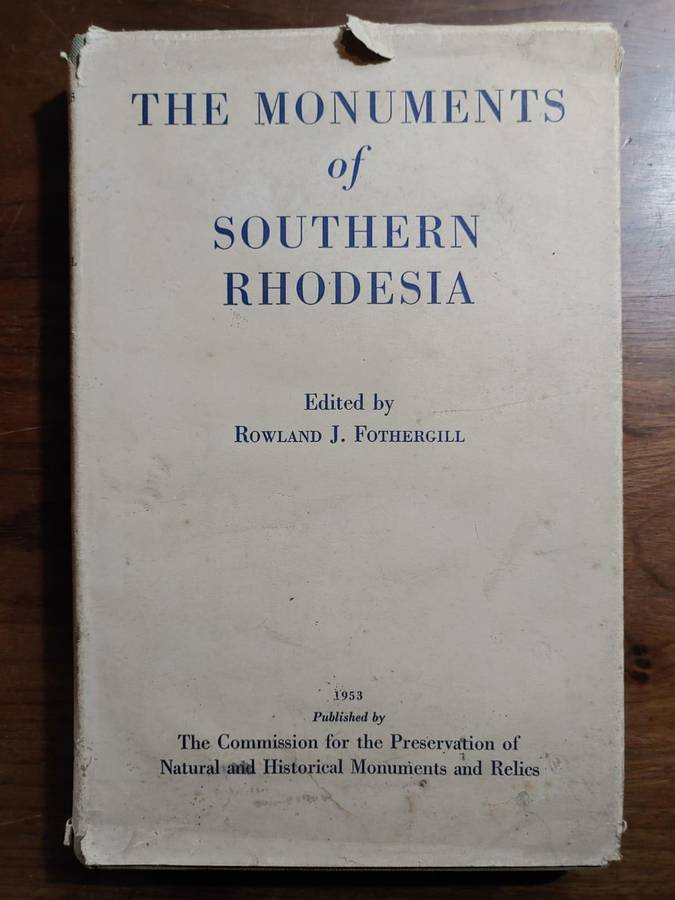 THE MONUMENTS
of
SOUTHERN
RHODESIA
Edited by
ROWLAND J. FOTHERGILL
1953
Published by
The Commission for the Preservation of
Natural and Historical Monuments and Relics